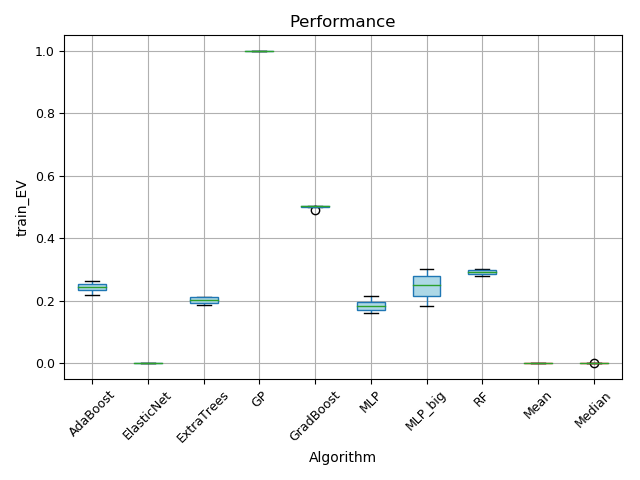 Performance
train_EV
1.0
0.8
0.6
0.4
0.2
0.0
AdaBoost
ElasticNet
ExtraTrees
GP
GradBoost
MLP
MLP_big
RF
Mean
Median
Algorithm